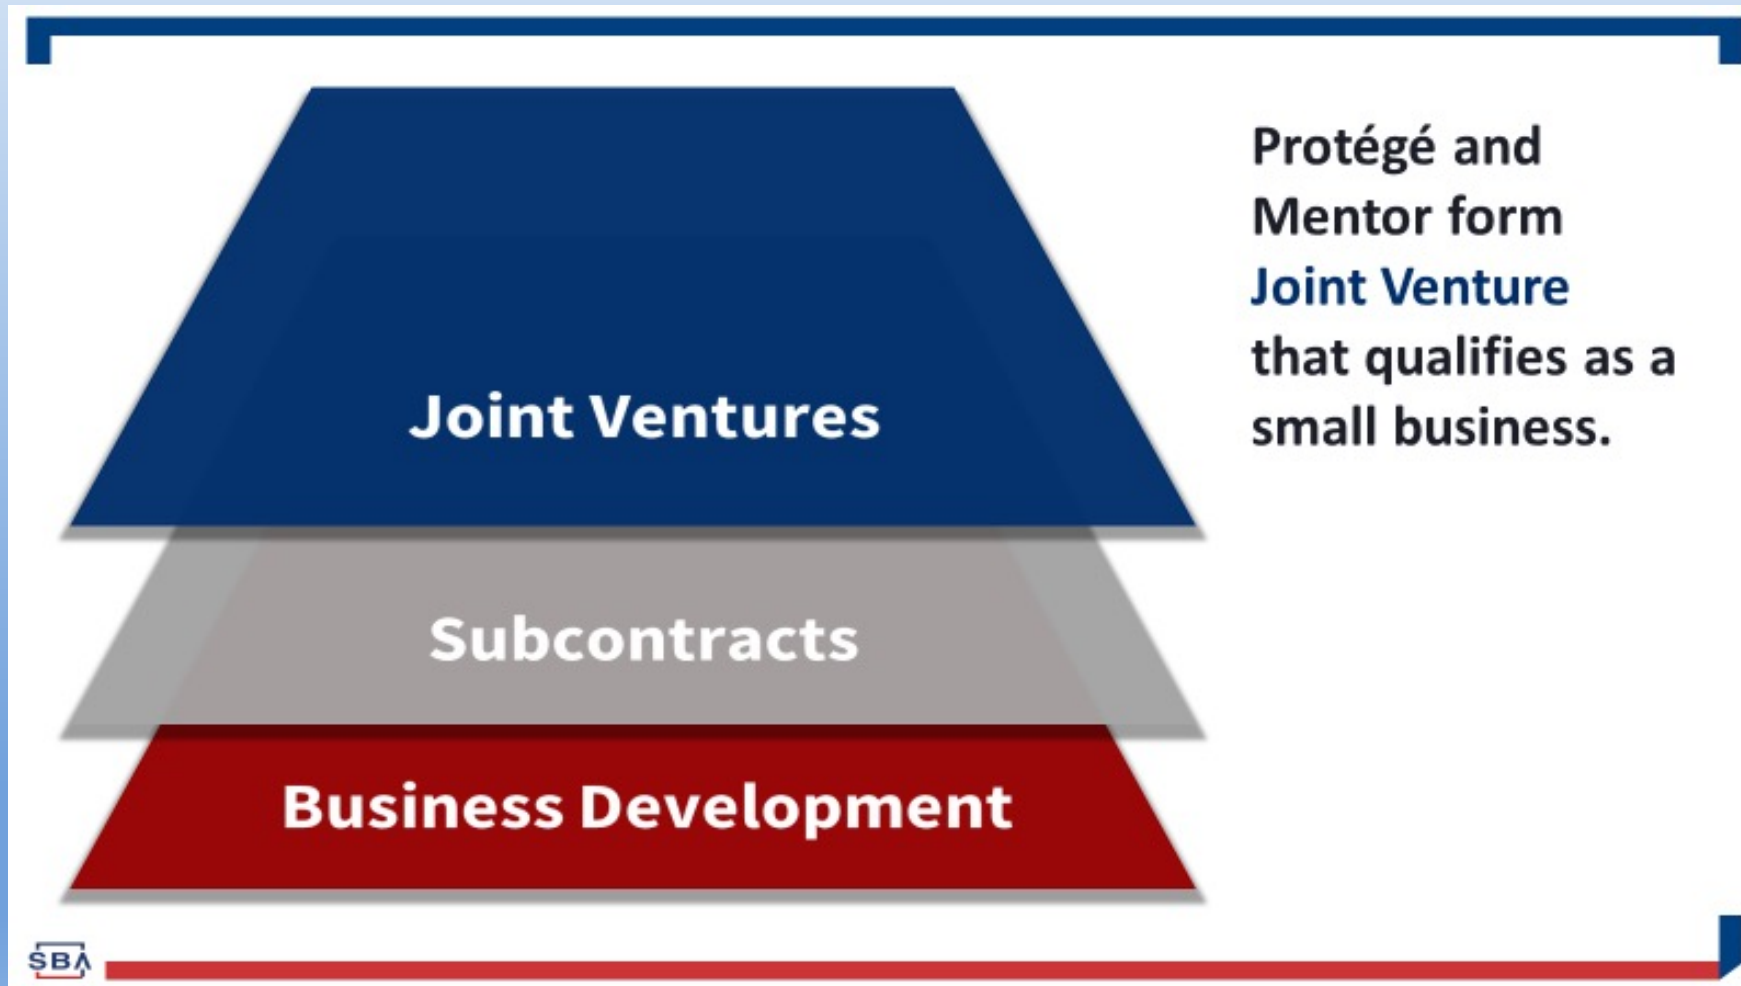 Protégé and
Mentor form
Joint Venture
that qualifies as a
small business.
Joint Ventures
Subcontracts
Business Development
SBA